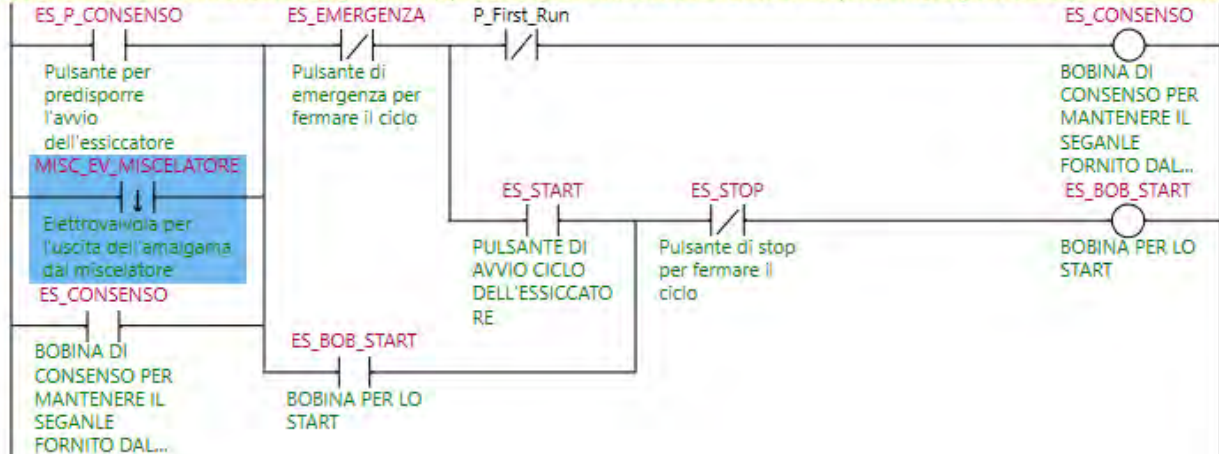 ES_P_CONSENSO
ES_EMERGENZA
P_First_Run
ES_CONSENSO
Pulsante per
predisporre
l'avvio
dell'essiccatore
Pulsante di
emergenza per
fermare il ciclo
BOBINA DI
CONSENSO PER
MANTENERE IL
SEGANLE
FORNITO DAL...
MISC_EV_MISCELATORE
Elettrovalvola per
l'uscita dell'amalgama
dal miscelatore
ES_START
ES_STOP
ES_BOB_START
PULSANTE DI
AVVIO CICLO
DELL'ESSICCATO
RE
Pulsante di stop
per fermare il
ciclo
BOBINA PER LO
START
ES_CONSENSO
BOBINA DI
CONSENSO PER
MANTENERE IL
SEGANLE
FORNITO DAL...
ES_BOB_START
BOBINA PER LO
START